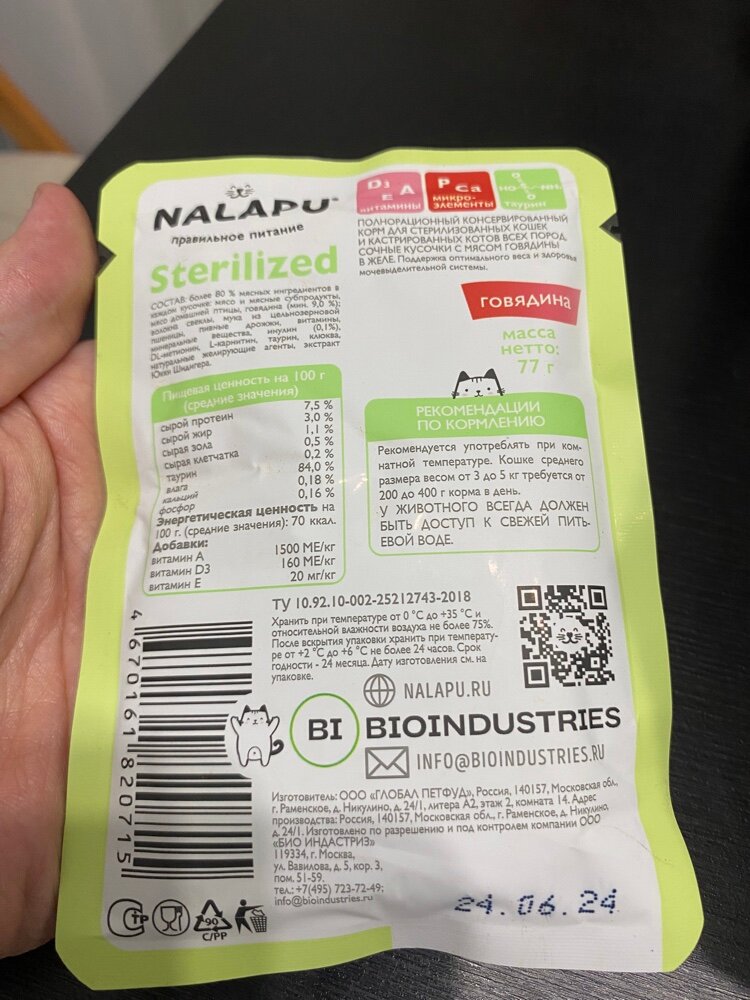 NALAPU
правильное питание
Sterilized
D3 E A
витамины
P Ca
микро-
элементы
таурин
ПОЛНОРАЦИОННЫЙ КОНСЕРВИРОВАННЫЙ
КОРМ ДЛЯ СТЕРИЛИЗОВАННЫХ КОШЕК
И КАСТРИРОВАННЫХ КОТОВ ВСЕХ ПОРОД.
СОЧНЫЕ КУСОЧКИ С МЯСОМ ГОВЯДИНЫ
В ЖЕЛЕ. Поддержка оптимального веса и здоровья
мочевыделительной системы.
СОСТАВ: более 80 % мясных ингредиентов в
каждом кусочке: мясо и мясные субпродукты,
мясо домашней птицы, говядина (мин. 9,0 %);
волокна свеклы, мука из цельнозерновой
пшеницы, пивные дрожжи, витамины,
минеральные вещества, инулин (0,1%),
DL-метионин, L-карнитин, таурин, клюква,
натуральные желирующие агенты, экстракт
Юкки Шидигера.
ГОВЯДИНА
масса
нетто:
77 г
Пищевая ценность на 100 г
(средние значения)
сырой протеин 7,5 %
сырой жир 3,0 %
сырая зола 1,1 %
сырая клетчатка 0,5 %
таурин 0,2 %
влага 84,0 %
кальций 0,18 %
фосфор 0,16 %
Энергетическая ценность на
100 г. (средние значения): 70 ккал.
Добавки:
витамин А 1500 МЕ/кг
витамин D3 160 МЕ/кг
витамин Е 20 мг/кг
РЕКОМЕНДАЦИИ
ПО КОРМЛЕНИЮ
Рекомендуется употреблять при ком-
натной температуре. Кошке среднего
размера весом от 3 до 5 кг требуется от
200 до 400 г корма в день.
У ЖИВОТНОГО ВСЕГДА ДОЛЖЕН
БЫТЬ ДОСТУП К СВЕЖЕЙ ПИТЬ-
ЕВОЙ ВОДЕ.
ТУ 10.92.10-002-25212743-2018
Хранить при температуре от 0 °С до +35 °С и
относительной влажности воздуха не более 75%.
После вскрытия упаковки хранить при температу-
ре от +2 °С до +6 °С не более 24 часов. Срок
годности - 24 месяца. Дату изготовления см. на
упаковке.
NALAPU.RU
BI BIOINDUSTRIES
INFO@BIOINDUSTRIES.RU
4 670161 820715
Изготовитель: ООО «ГЛОБАЛ ПЕТФУД», Россия, 140157, Московская обл.,
г. Раменское, д. Никулино, д. 24/1, литера А2, этаж 2, комната 14. Адрес
производства: Россия, 140157, Московская обл., г. Раменское, д. Никулино,
д. 24/1. Изготовлено по разрешению и под контролем компании ООО
«БИО ИНДАСТРИЗ»
119334, г. Москва,
ул. Вавилова, д. 5, кор. 3,
пом. 51-59.
тел.: +7(495) 723-72-49;
info@bioindustries.ru
СТР
90
C/PP
24.06.24